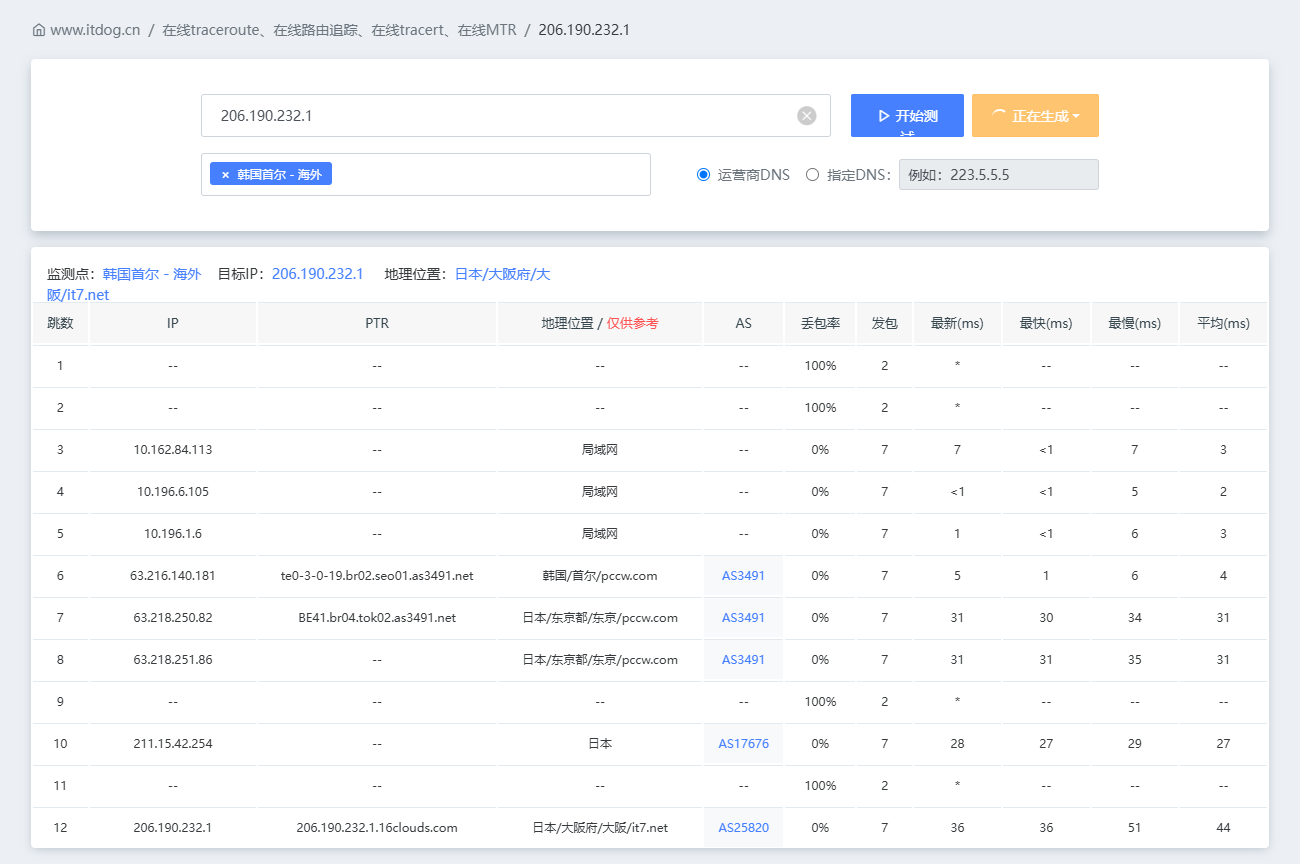 www.itdog.cn / 在线traceroute、在线路由追踪、在线tracert、在线MTR / 206.190.232.1
206.190.232.1
开始测
试
正在生成
× 韩国首尔 - 海外
运营商DNS 指定DNS： 例如：223.5.5.5
监测点：韩国首尔 - 海外 目标IP：206.190.232.1 地理位置：日本/大阪府/大
阪/it7.net
跳数 IP PTR 地理位置 / 仅供参考 AS 丢包率 发包 最新(ms) 最快(ms) 最慢(ms) 平均(ms)
1 -- -- -- -- 100% 2 * -- -- --
2 -- -- -- -- 100% 2 * -- -- --
3 10.162.84.113 -- 局域网 -- 0% 7 7 <1 7 3
4 10.196.6.105 -- 局域网 -- 0% 7 <1 <1 5 2
5 10.196.1.6 -- 局域网 -- 0% 7 1 <1 6 3
6 63.216.140.181 te0-3-0-19.br02.seo01.as3491.net 韩国/首尔/pccw.com AS3491 0% 7 5 1 6 4
7 63.218.250.82 BE41.br04.tok02.as3491.net 日本/东京都/东京/pccw.com AS3491 0% 7 31 30 34 31
8 63.218.251.86 -- 日本/东京都/东京/pccw.com AS3491 0% 7 31 31 35 31
9 -- -- -- -- 100% 2 * -- -- --
10 211.15.42.254 -- 日本 AS17676 0% 7 28 27 29 27
11 -- -- -- -- 100% 2 * -- -- --
12 206.190.232.1 206.190.232.1.16clouds.com 日本/大阪府/大阪/it7.net AS25820 0% 7 36 36 51 44